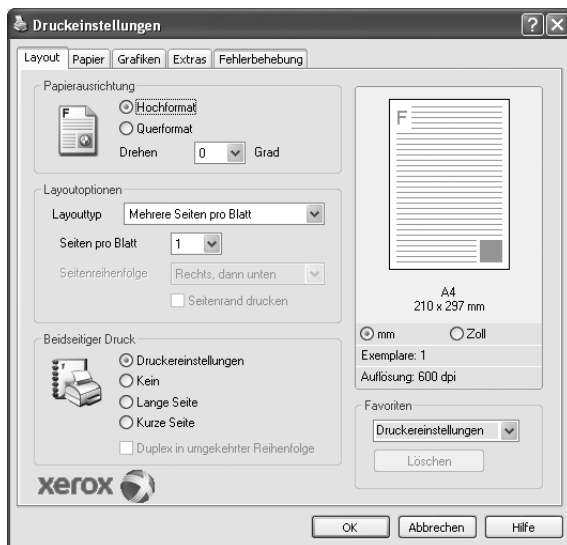 Druckeinstellungen
Layout Papier Grafiken Extras Fehlerbehebung
Papierausrichtung
F
Hochformat
Querformat
Drehen 0 Grad
Layoutoptionen
Layouttyp Mehrere Seiten pro Blatt
Seiten pro Blatt 1
Seitenreihenfolge Rechts, dann unten
Seitenrand drucken
Beidseitiger Druck
Druckereinstellungen
Kein
Lange Seite
Kurze Seite
Duplex in umgekehrter Reihenfolge
xerox
F
A4
210 x 297 mm
mm Zoll
Exemplare: 1
Auflösung: 600 dpi
Favoriten
Druckereinstellungen
Löschen
OK Abbrechen Hilfe